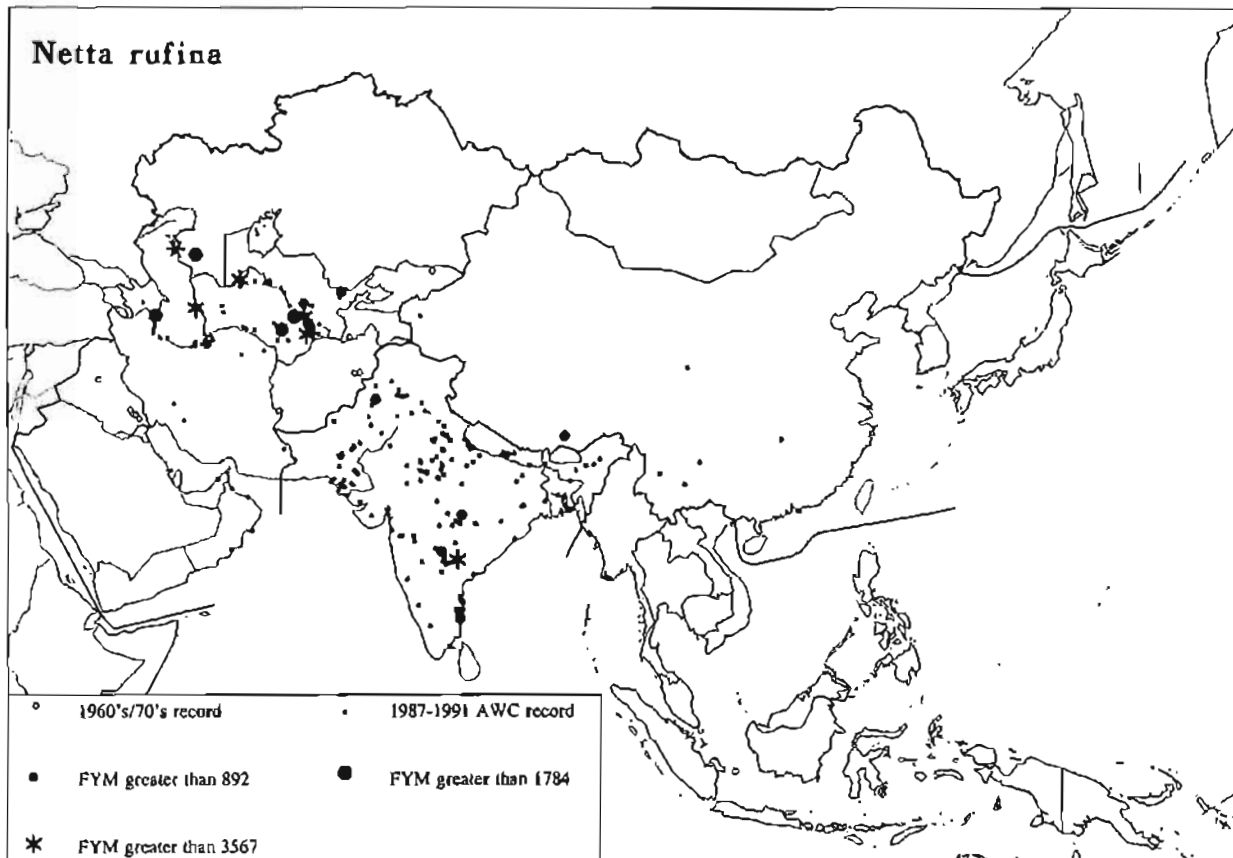 Netta rufina
1960's/70's record
1987-1991 AWC record
FYM greater than 892
FYM greater than 1784
FYM greater than 3567